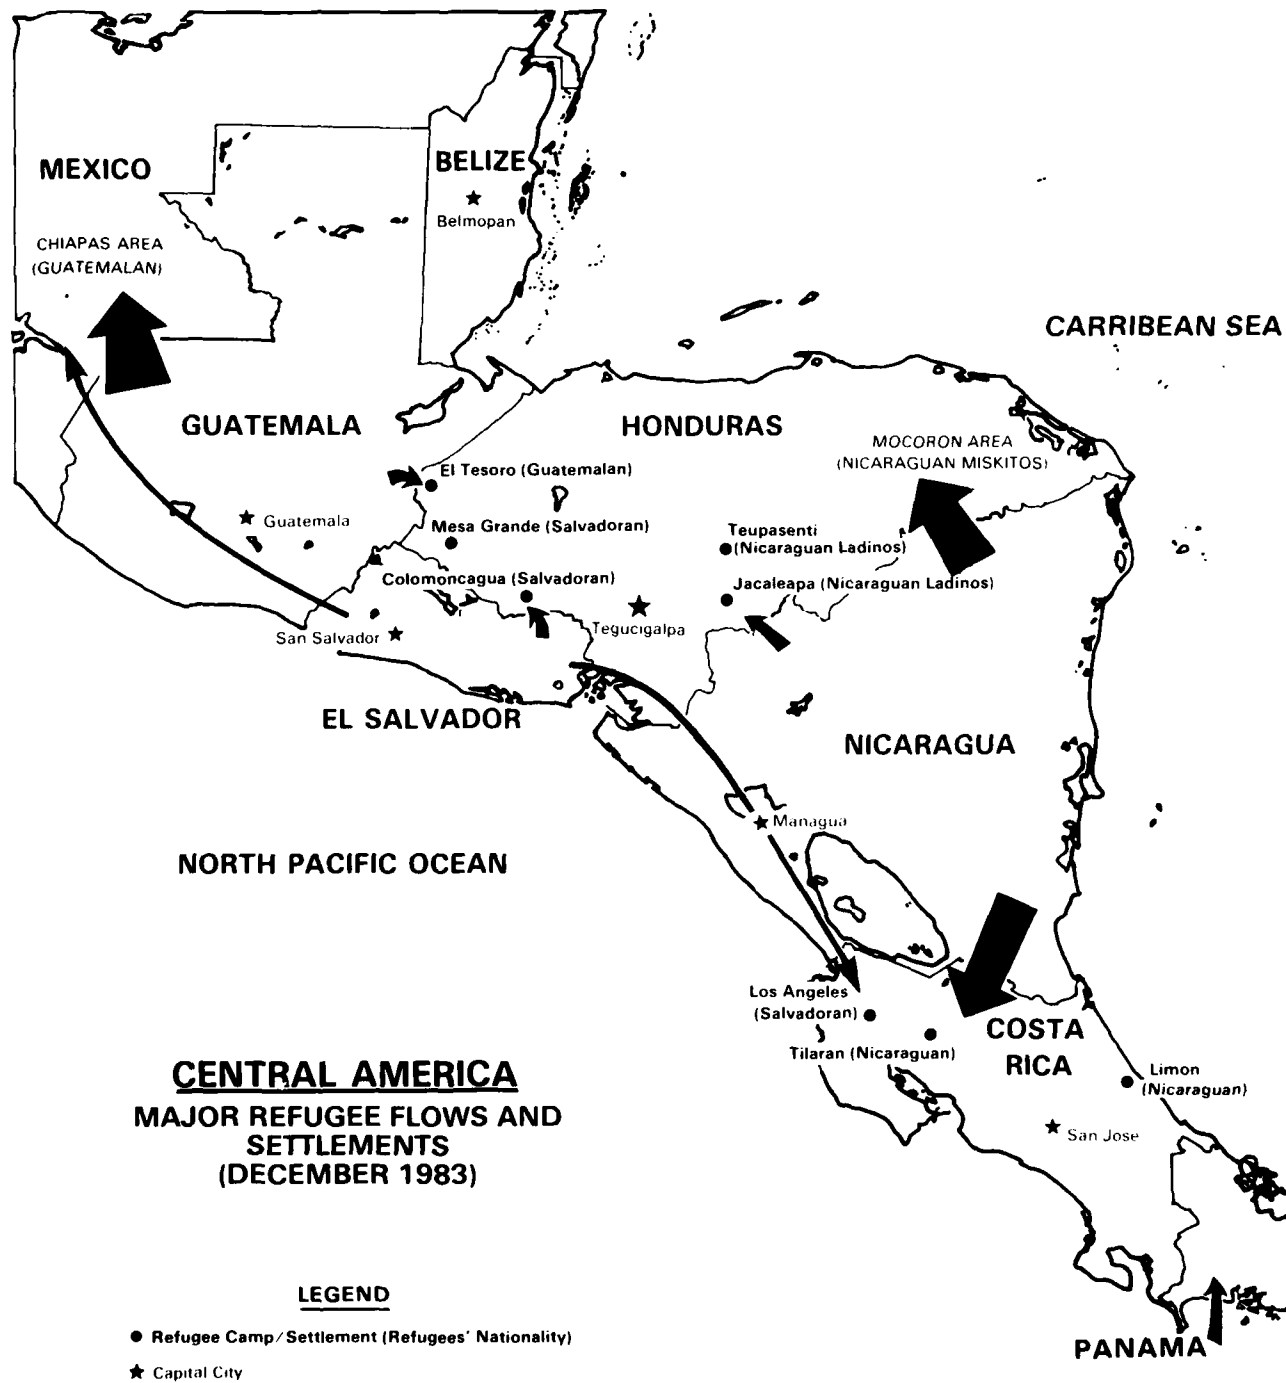 MEXICO
BELIZE
Belmopan
CHIAPAS AREA
(GUATEMALAN)
CARRIBEAN SEA
GUATEMALA
HONDURAS
MOCORON AREA
(NICARAGUAN MISKITOS)
El Tesoro (Guatemalan)
Guatemala
Mesa Grande (Salvadoran)
Teupasenti
(Nicaraguan Ladinos)
Colomoncagua (Salvadoran)
Jacaleapa (Nicaraguan Ladinos)
San Salvador
Tegucigalpa
EL SALVADOR
NICARAGUA
Managua
NORTH PACIFIC OCEAN
Los Angeles
(Salvadoran)
Tilaran (Nicaraguan)
COSTA
RICA
Limon
(Nicaraguan)
San Jose
CENTRAL AMERICA
MAJOR REFUGEE FLOWS AND
SETTLEMENTS
(DECEMBER 1983)
LEGEND
Refugee Camp/Settlement (Refugees' Nationality)
Capital City
PANAMA